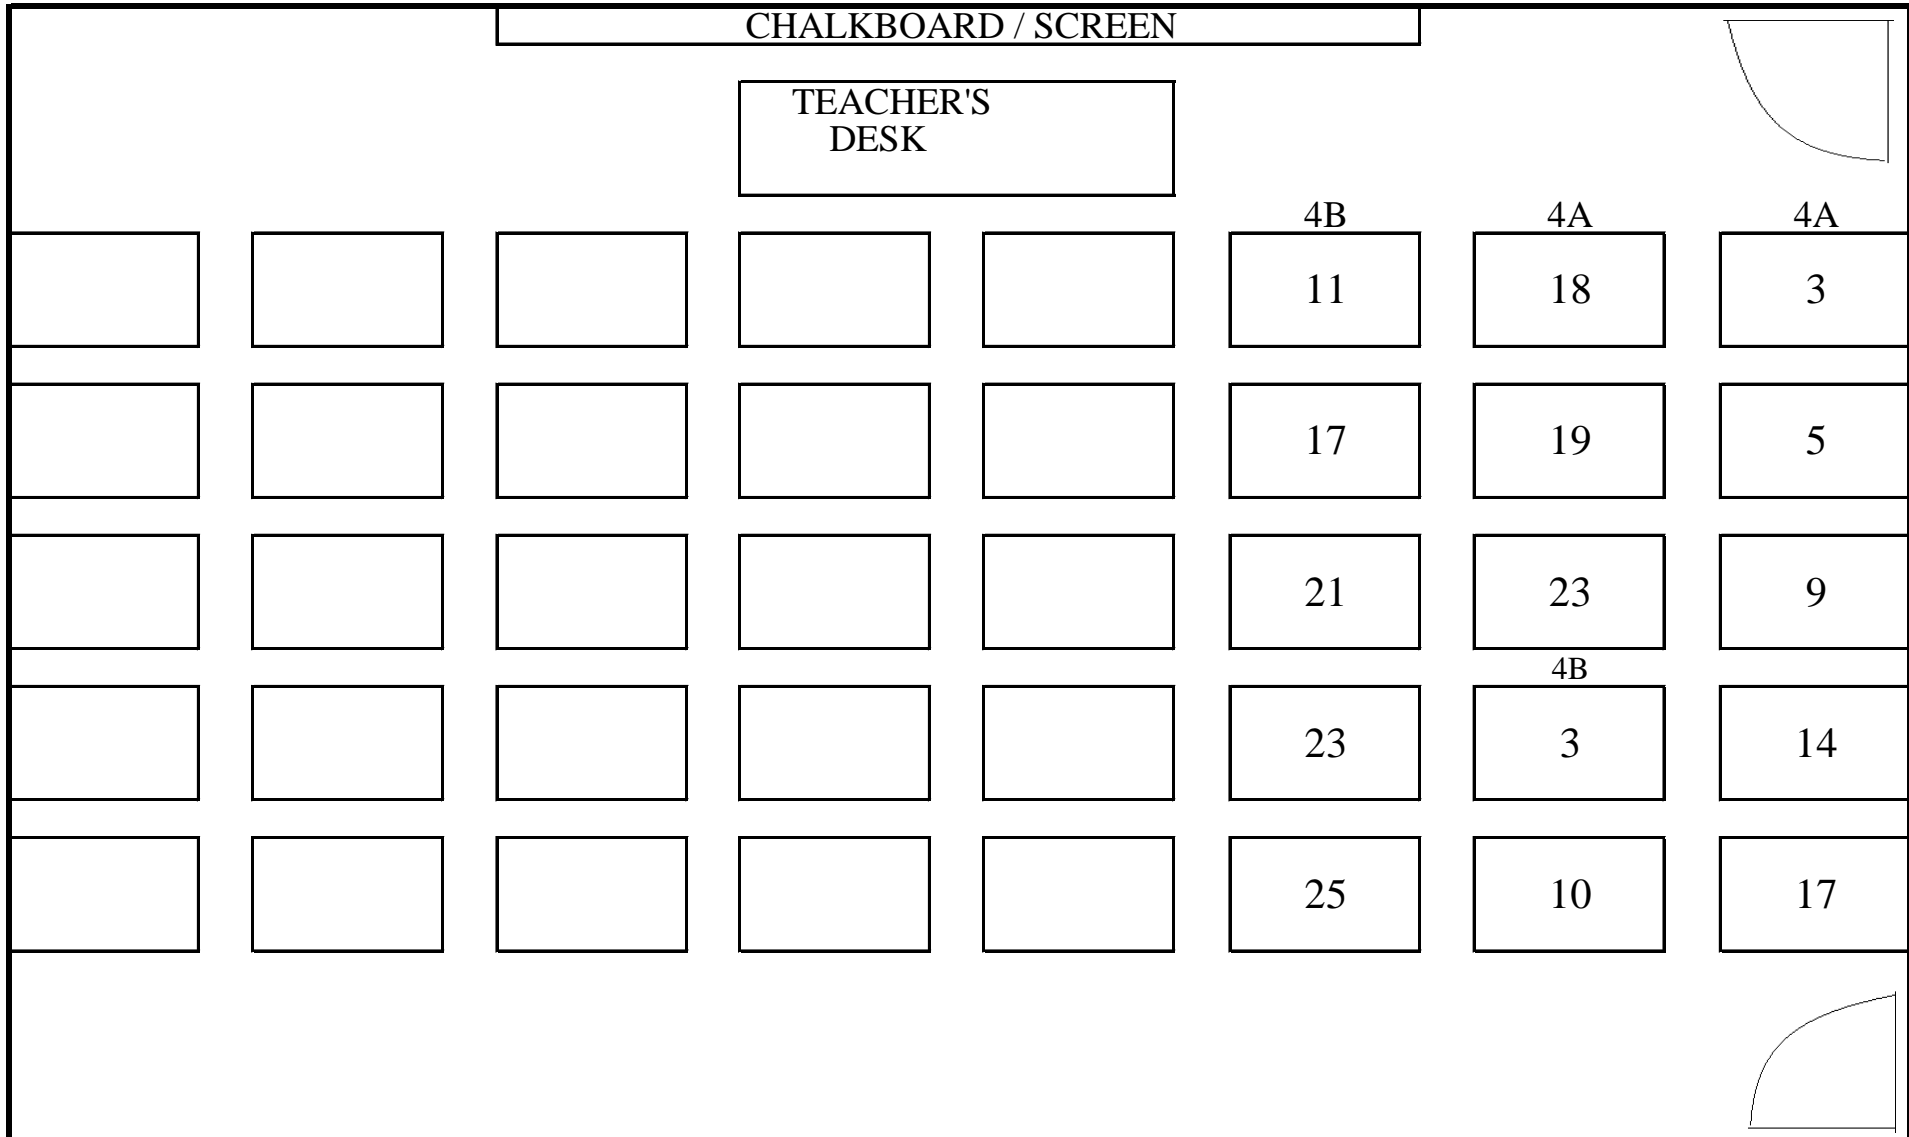 CHALKBOARD / SCREEN
TEACHER'S
DESK
4B 4A 4A
11 18 3
17 19 5
21 23 9
4B
23 3 14
25 10 17